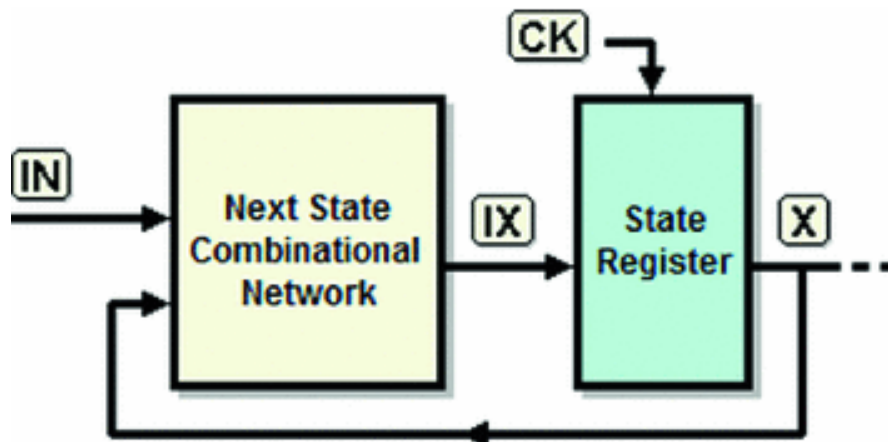 CK
IN
Next State
Combinational
Network
IX
State
Register
X